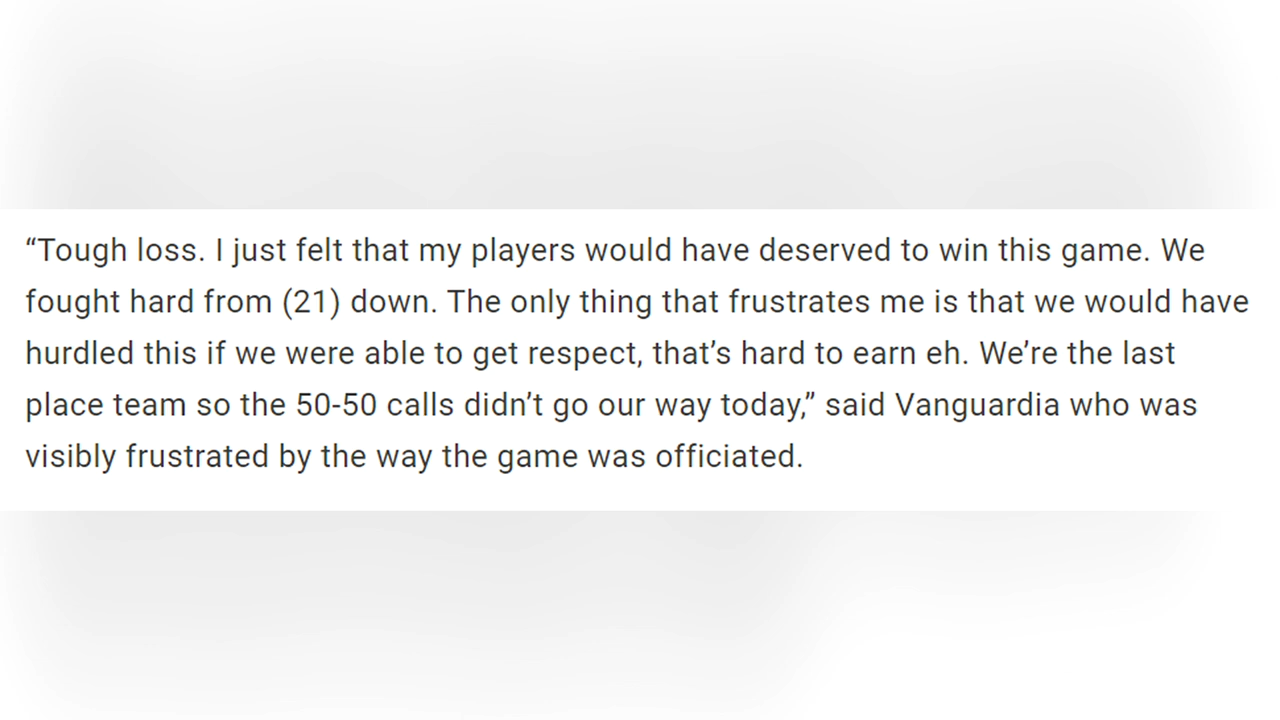 “Tough loss. I just felt that my players would have deserved to win this game. We
fought hard from (21) down. The only thing that frustrates me is that we would have
hurdled this if we were able to get respect, that’s hard to earn eh. We’re the last
place team so the 50-50 calls didn’t go our way today,” said Vanguardia who was
visibly frustrated by the way the game was officiated.